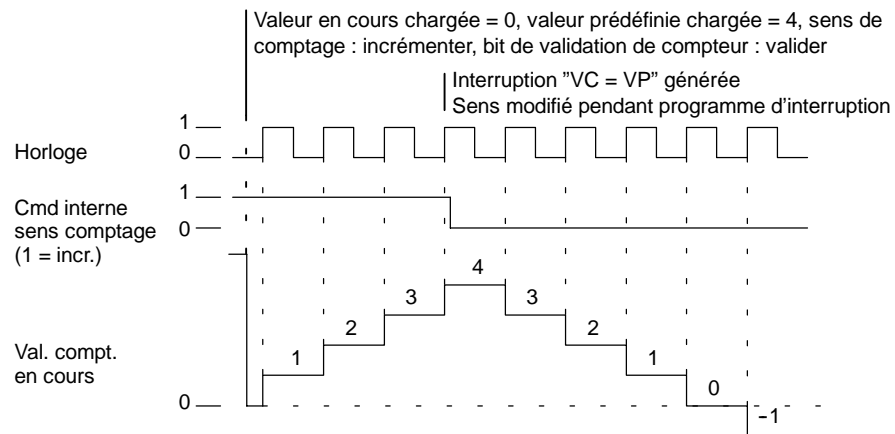 Valeur en cours chargée = 0, valeur prédéfinie chargée = 4, sens de
comptage : incrémenter, bit de validation de compteur : valider
Interruption ”VC = VP” générée
Sens modifié pendant programme d’interruption
1
Horloge
0
1
Cmd interne
sens comptage
(1 = incr.)
0
4
3
3
2
2
1
1
Val. compt.
en cours
0
0
–1